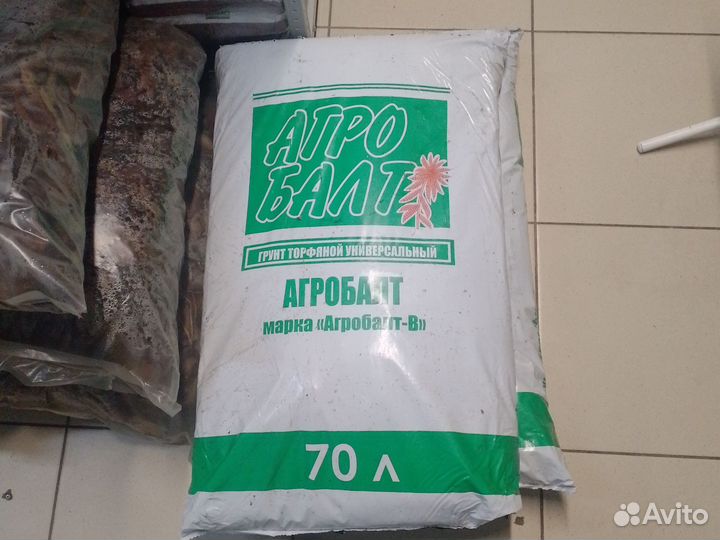 АГРО
БАЛТ
ГРУНТ ТОРФЯНОЙ УНИВЕРСАЛЬНЫЙ
АГРОБАЛТ
марка «Агробалт-В»
70 л
Avito